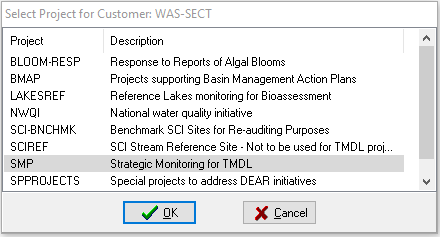 Select Project for Customer: WAS-SECT
Project Description
BLOOM-RESP Response to Reports of Algal Blooms
BMAP Projects supporting Basin Management Action Plans
LAKESREF Reference Lakes monitoring for Bioassessment
NWQI National water quality initiative
SCI-BNCHMK Benchmark SCI Sites for Re-auditing Purposes
SCIREF SCI Stream Reference Site - Not to be used for TMDL proj...
SMP Strategic Monitoring for TMDL
SPPROJECTS Special projects to address DEAR initiatives
OK Cancel